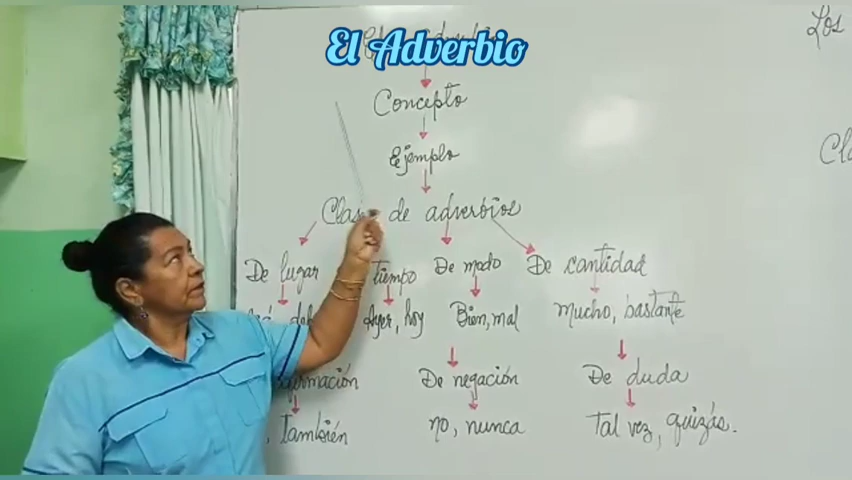 El Adverbio
Los
Concepto
Ejemplo
de adverbios
De lugar tiempo De modo De cantidad
Ayer, hoy Bien, mal Mucho, bastante
De negación De duda
también no, nunca Tal vez, quizás.